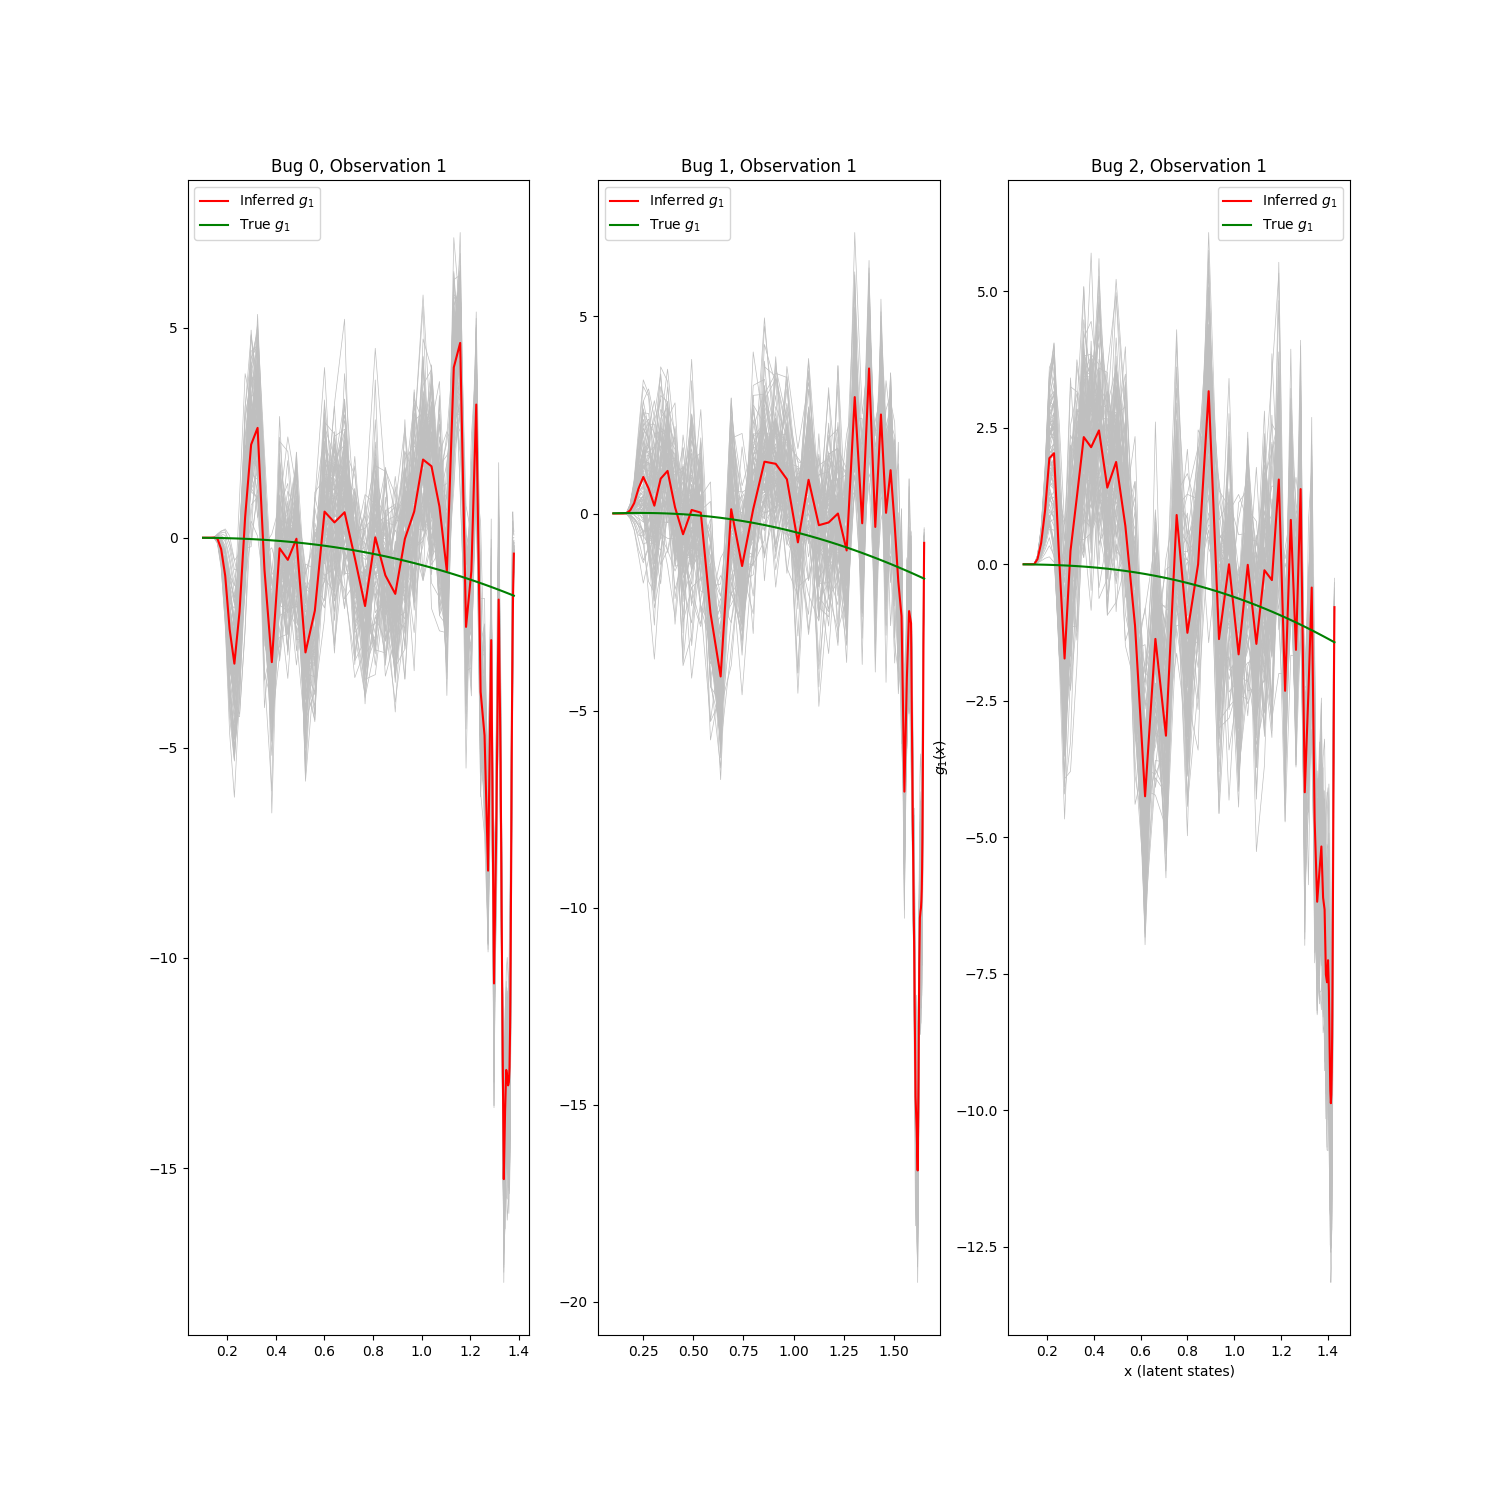 Bug 0, Observation 1
Inferred g₁
True g₁
5
0
−5
−10
−15
0.2 0.4 0.6 0.8 1.0 1.2 1.4
Bug 1, Observation 1
Inferred g₁
True g₁
5
0
−5
−10
−15
−20
0.25 0.50 0.75 1.00 1.25 1.50
Bug 2, Observation 1
Inferred g₁
True g₁
g₁(x)
5.0
2.5
0.0
−2.5
−5.0
−7.5
−10.0
−12.5
0.2 0.4 0.6 0.8 1.0 1.2 1.4
x (latent states)